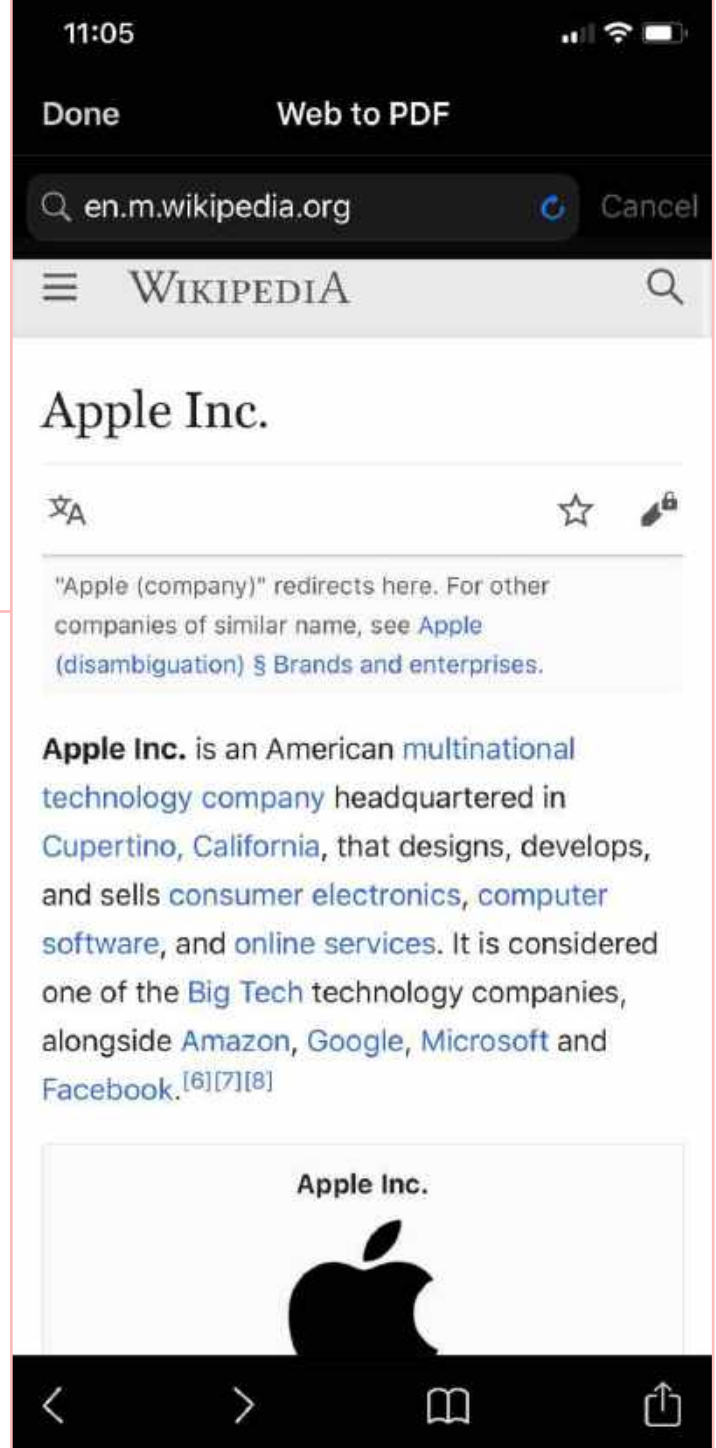 11:05
Done Web to PDF
en.m.wikipedia.org Cancel
WIKIPEDIA
Apple Inc.
文A
"Apple (company)" redirects here. For other
companies of similar name, see Apple
(disambiguation) § Brands and enterprises.
Apple Inc. is an American multinational
technology company headquartered in
Cupertino, California, that designs, develops,
and sells consumer electronics, computer
software, and online services. It is considered
one of the Big Tech technology companies,
alongside Amazon, Google, Microsoft and
Facebook.[6][7][8]
Apple Inc.